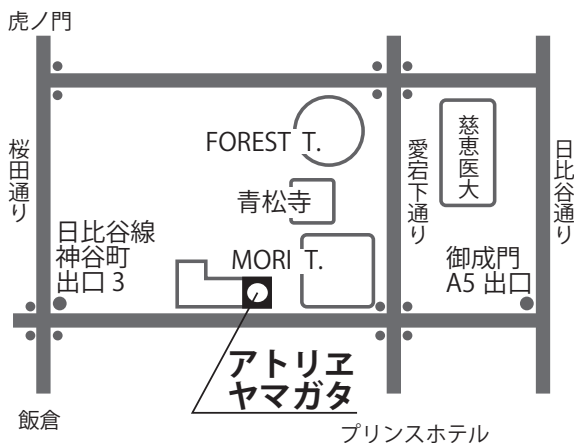 虎ノ門
桜田通り
FOREST T.
青松寺
MORI T.
慈恵医大
愛宕下通り
日比谷通り
日比谷線
神谷町
出口 3
御成門
A5 出口
アトリヱ
ヤマガタ
飯倉
プリンスホテル